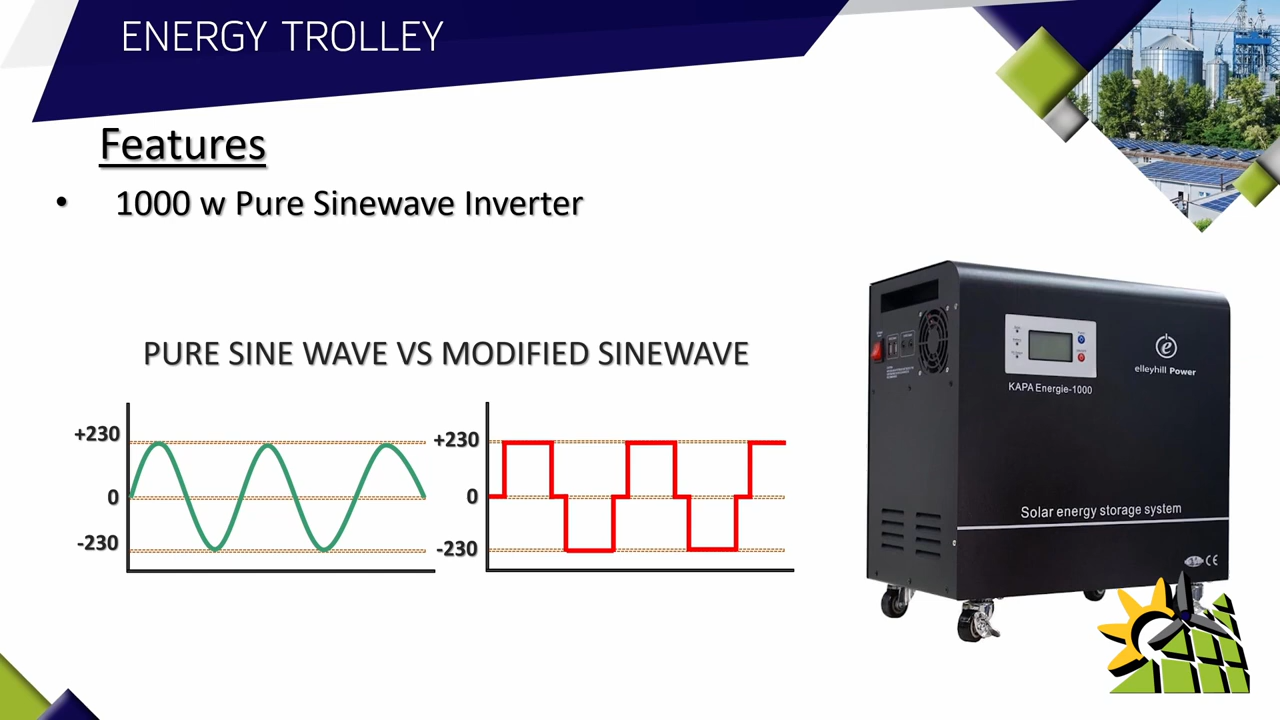 ENERGY TROLLEY
Features
• 1000 w Pure Sinewave Inverter
PURE SINE WAVE VS MODIFIED SINEWAVE
+230
0
-230
+230
0
-230
KAPA Energie-1000
elleyhill Power
Solar energy storage system
CE